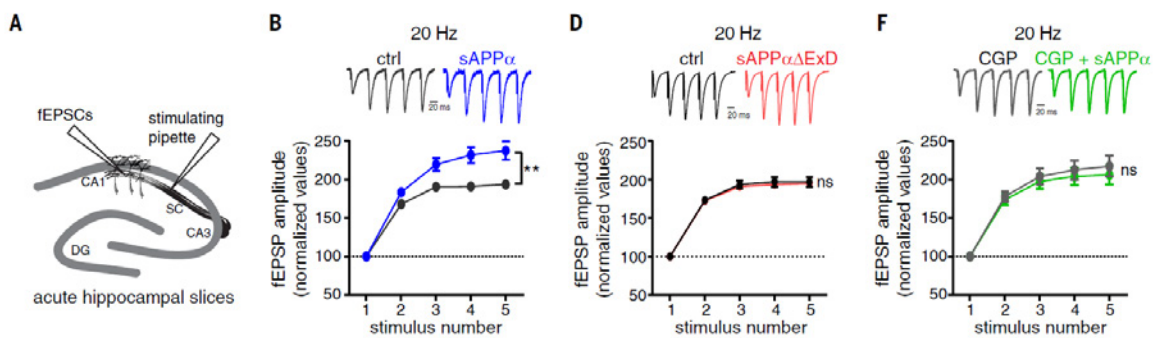 A
fEPSCs
stimulating
pipette
CA1
SC
CA3
DG
acute hippocampal slices
B
20 Hz
ctrl
sAPPα
20 ms
fEPSP amplitude
(normalized values)
250
200
150
100
50
**
1 2 3 4 5
stimulus number
D
20 Hz
ctrl
sAPPαΔExD
20 ms
fEPSP amplitude
(normalized values)
250
200
150
100
50
ns
1 2 3 4 5
stimulus number
F
20 Hz
CGP
CGP + sAPPα
20 ms
fEPSP amplitude
(normalized values)
250
200
150
100
50
ns
1 2 3 4 5
stimulus number